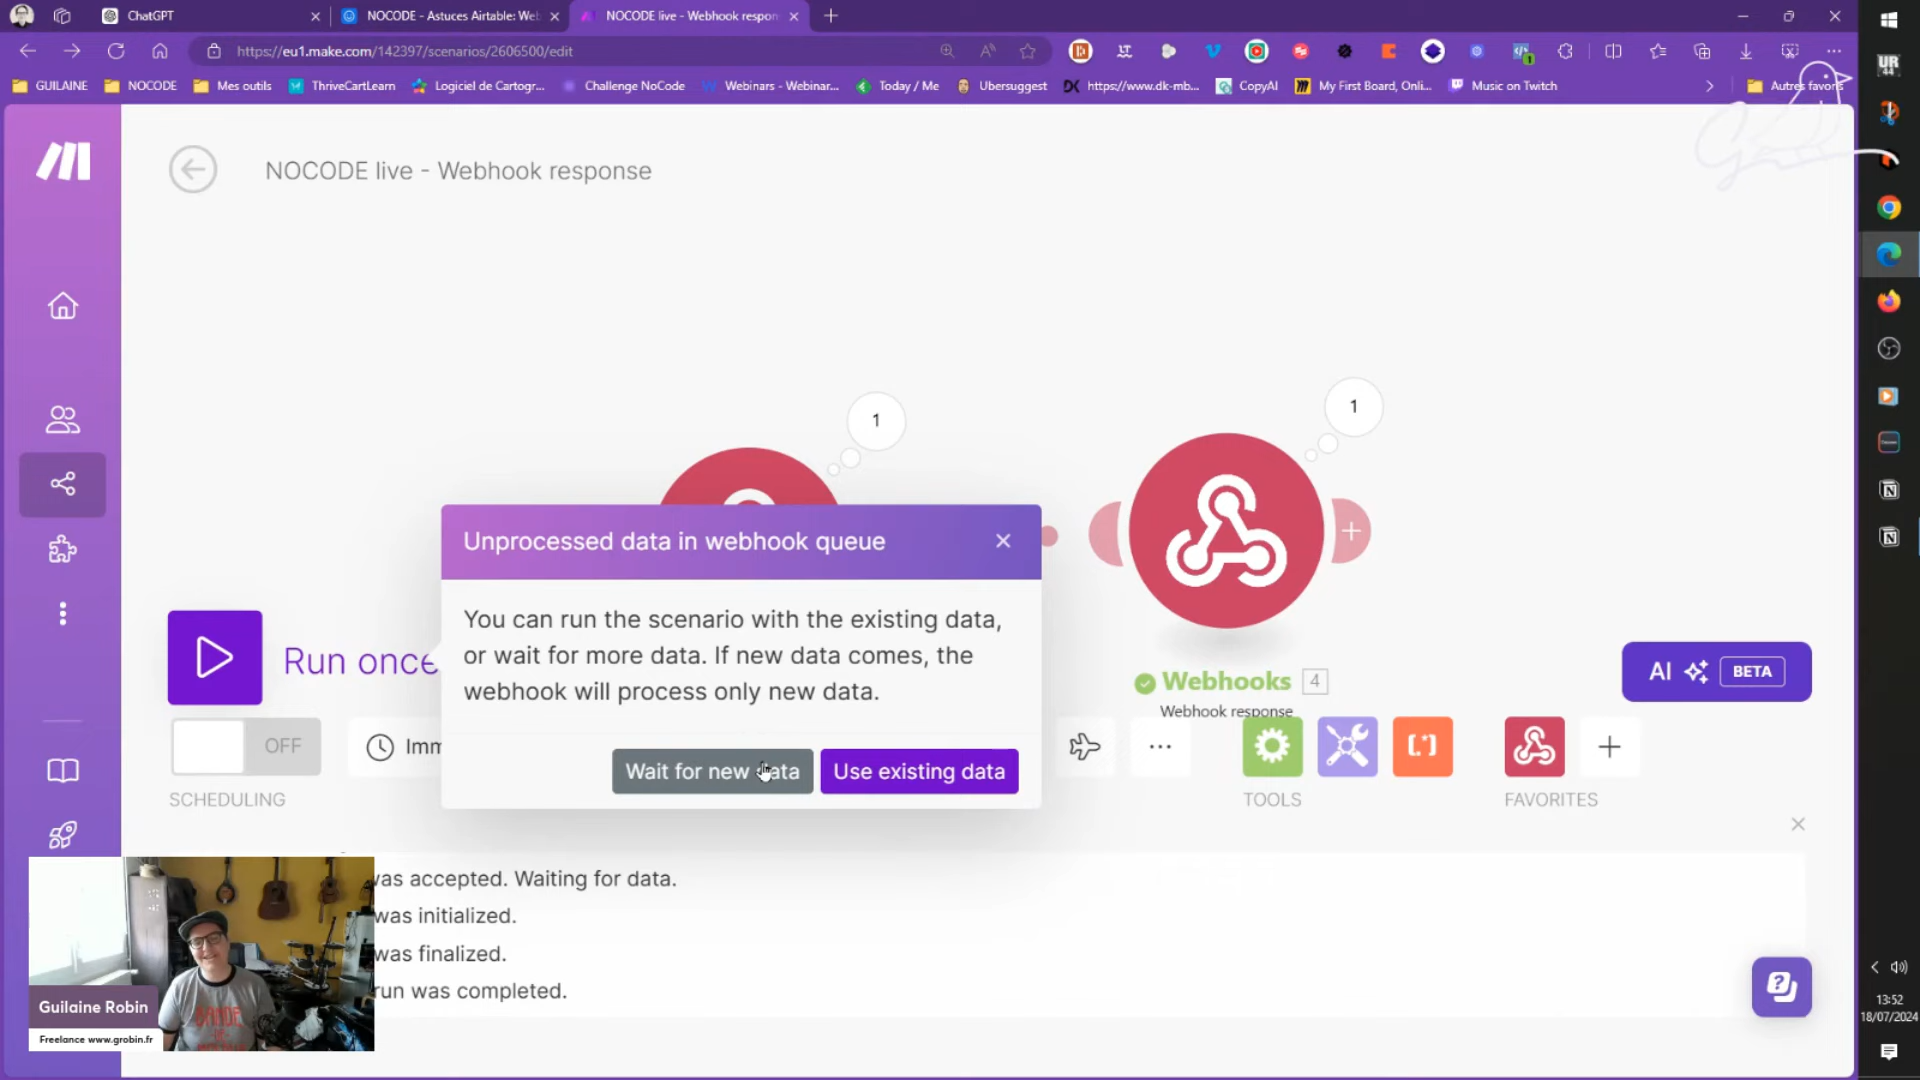 ChatGPT
NOCODE - Astuces Airtable: Wel
NOCODE live - Webhook respon
https://eu1.make.com/142397/scenarios/2606500/edit
GUILAINE
NOCODE
Mes outils
ThriveCartLearn
Logiciel de Cartogr...
Challenge NoCode
Webinars - Webinar...
Today / Me
Ubersuggest
https://www.dk-mb...
CopyAI
My First Board, Onli...
Music on Twitch
Autres favoris
UR
44
NOCODE live - Webhook response
1
1
Unprocessed data in webhook queue
You can run the scenario with the existing data,
or wait for more data. If new data comes, the
webhook will process only new data.
Wait for new data
Use existing data
Run once
Webhooks 4
Webhook response
AI BETA
OFF
Imm
SCHEDULING
TOOLS
FAVORITES
was accepted. Waiting for data.
was initialized.
was finalized.
run was completed.
Guilaine Robin
Freelance www.grobin.fr
13:52
18/07/2024